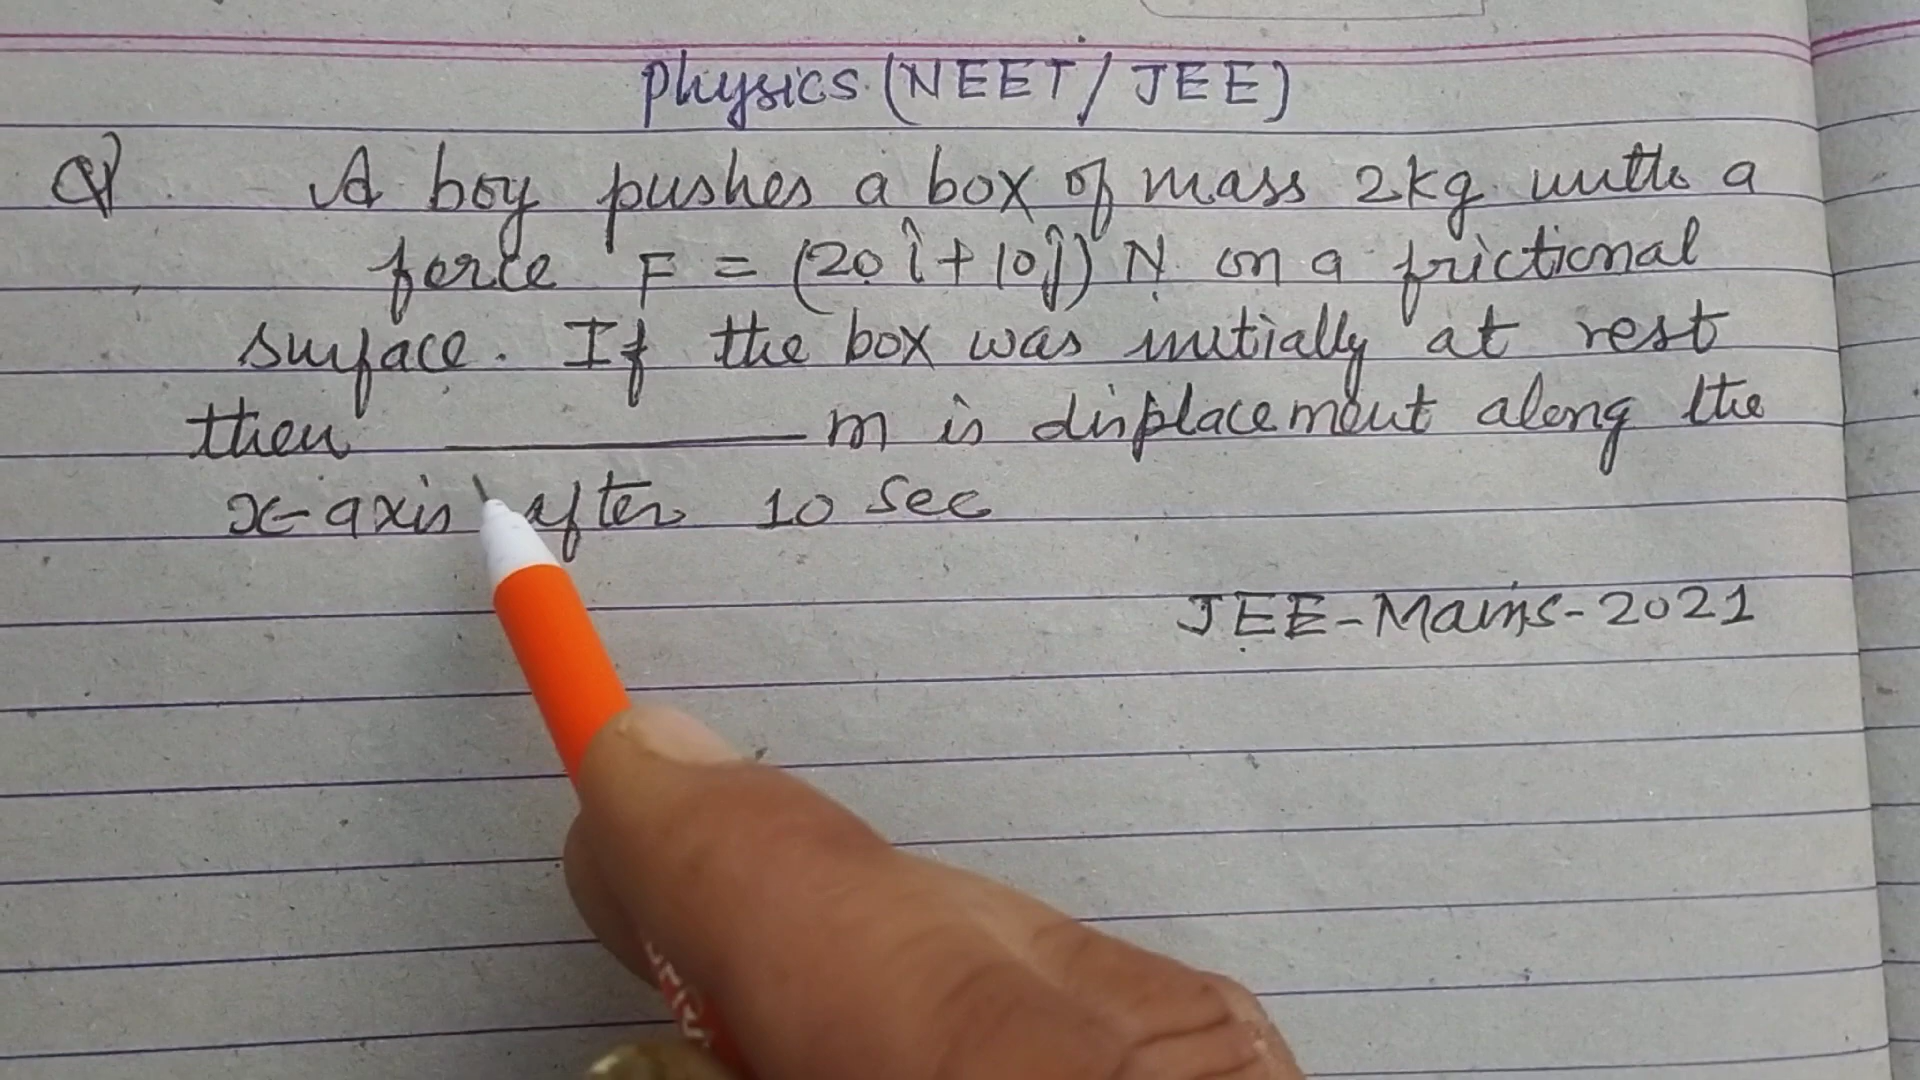 Physics (NEET/JEE)
Q A boy pushes a box of mass 2kg with a
force F = (20 î + 10 ĵ) N on a frictional
surface. If the box was initially at rest
then ______ m is displacement along the
x-axis after 10 sec
JEE-Mains-2021